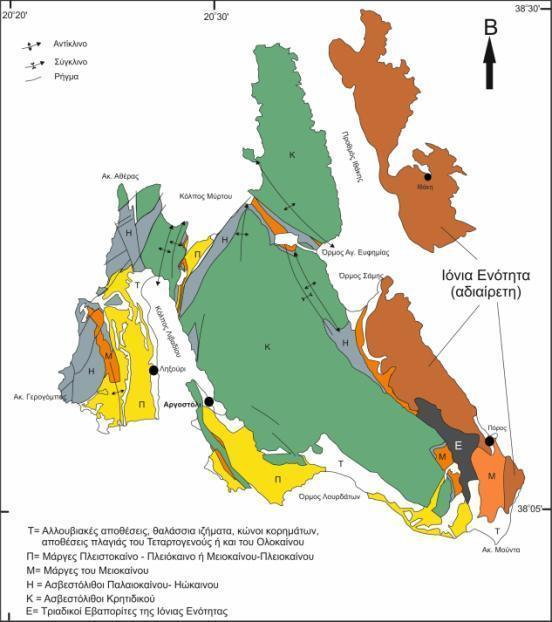 20°20'
20°30'
38°30'
Αντίκλινο
Σύγκλινο
Ρήγμα
B
Πορθμός Ιθάκης
Ιθάκη
K
Ακ. Αθέρας
Κόλπος Μύρτου
H
Π
H
Όρμος Αγ. Ευφημίας
Ιόνια Ενότητα
(αδιαίρετη)
Όρμος Σάμης
T
Κόλπος Λιβαδίου
K
H
M
H
Ληξούρι
Ακ. Γερογόμπος
Π
Αργοστόλι
Πόρος
E
M
M
T
Π
Όρμος Λουρδάτων
T
38°05'
Ακ. Μούντα
T= Αλλουβιακές αποθέσεις, θαλάσσια ιζήματα, κώνοι κορημάτων,
αποθέσεις πλαγιάς του Τεταρτογενούς ή και του Ολοκαίνου
Π= Μάργες Πλειστοκαίνο - Πλειόκαινο ή Μειοκαίνου-Πλειοκαίνου
M= Μάργες του Μειοκαίνου
H = Ασβεστόλιθοι Παλαιοκαίνου- Ηώκαινου
K = Ασβεστόλιθοι Κρητιδικού
E= Τριαδικοί Εβαπορίτες της Ιόνιας Ενότητας